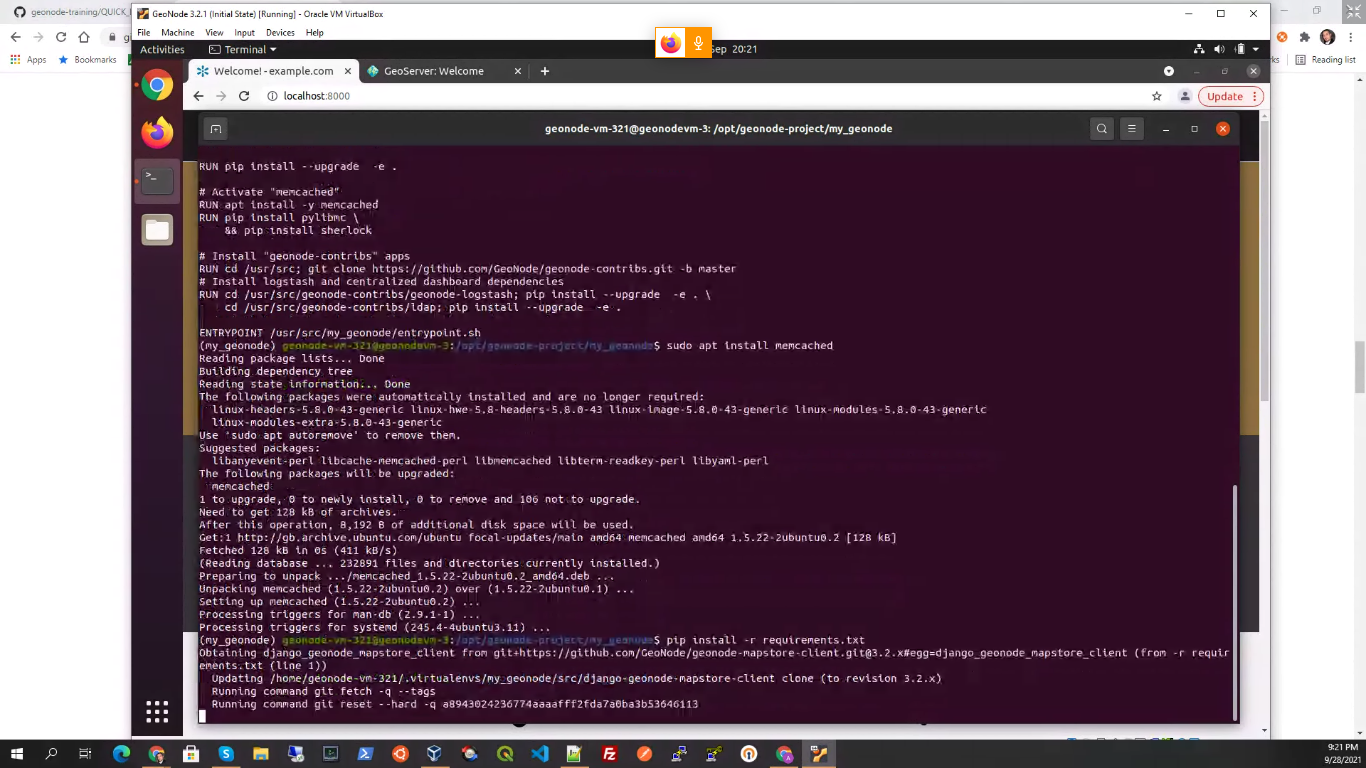 geonode-training/QUICK_
GeoNode 3.2.1 (Initial State) [Running] - Oracle VM VirtualBox
File Machine View Input Devices Help
Activities Terminal Sep 20:21
Apps Bookmarks Reading list
Welcome! - example.com GeoServer: Welcome
localhost:8000 Update
geonode-vm-321@geonodevm-3: /opt/geonode-project/my_geonode
RUN pip install --upgrade -e .
# Activate "memcached"
RUN apt install -y memcached
RUN pip install pylibmc \
&& pip install sherlock
# Install "geonode-contribs" apps
RUN cd /usr/src; git clone https://github.com/GeoNode/geonode-contribs.git -b master
# Install logstash and centralized dashboard dependencies
RUN cd /usr/src/geonode-contribs/geonode-logstash; pip install --upgrade -e . \
cd /usr/src/geonode-contribs/ldap; pip install --upgrade -e .
ENTRYPOINT /usr/src/my_geonode/entrypoint.sh
(my_geonode) geonode-vm-321@geonodevm-3:/opt/geonode-project/my_geonode$ sudo apt install memcached
Reading package lists... Done
Building dependency tree
Reading state information... Done
The following packages were automatically installed and are no longer required:
linux-headers-5.8.0-43-generic linux-hwe-5.8-headers-5.8.0-43 linux-image-5.8.0-43-generic linux-modules-5.8.0-43-generic
linux-modules-extra-5.8.0-43-generic
Use 'sudo apt autoremove' to remove them.
Suggested packages:
libanyevent-perl libcache-memcached-perl libmemcached libterm-readkey-perl libyaml-perl
The following packages will be upgraded:
memcached
1 to upgrade, 0 to newly install, 0 to remove and 106 not to upgrade.
Need to get 128 kB of archives.
After this operation, 8,192 B of additional disk space will be used.
Get:1 http://gb.archive.ubuntu.com/ubuntu focal-updates/main amd64 memcached amd64 1.5.22-2ubuntu0.2 [128 kB]
Fetched 128 kB in 0s (411 kB/s)
(Reading database ... 232891 files and directories currently installed.)
Preparing to unpack .../memcached_1.5.22-2ubuntu0.2_amd64.deb ...
Unpacking memcached (1.5.22-2ubuntu0.2) over (1.5.22-2ubuntu0.1) ...
Setting up memcached (1.5.22-2ubuntu0.2) ...
Processing triggers for man-db (2.9.1-1) ...
Processing triggers for systemd (245.4-4ubuntu3.11) ...
(my_geonode) geonode-vm-321@geonodevm-3:/opt/geonode-project/my_geonode$ pip install -r requirements.txt
Obtaining django_geonode_mapstore_client from git+https://github.com/GeoNode/geonode-mapstore-client.git@3.2.x#egg=django_geonode_mapstore_client (from -r requir
ements.txt (line 1))
Updating /home/geonode-vm-321/.virtualenvs/my_geonode/src/django-geonode-mapstore-client clone (to revision 3.2.x)
Running command git fetch -q --tags
Running command git reset --hard -q a8943024236774aaaafff2fda7a0ba3b53646113
9:21 PM
9/28/2021